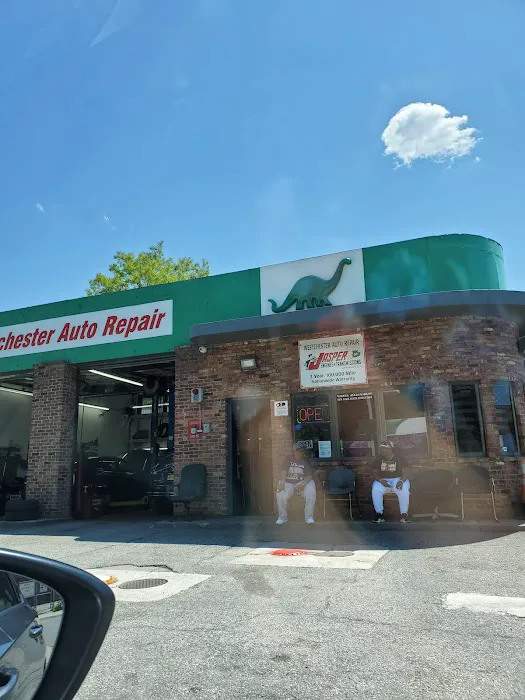 chester Auto Repair
WESTCHESTER AUTO REPAIR
JASPER
ENGINES & TRANSMISSIONS
3 Year, 100,000 Mile
Nationwide Warranty
OPEN